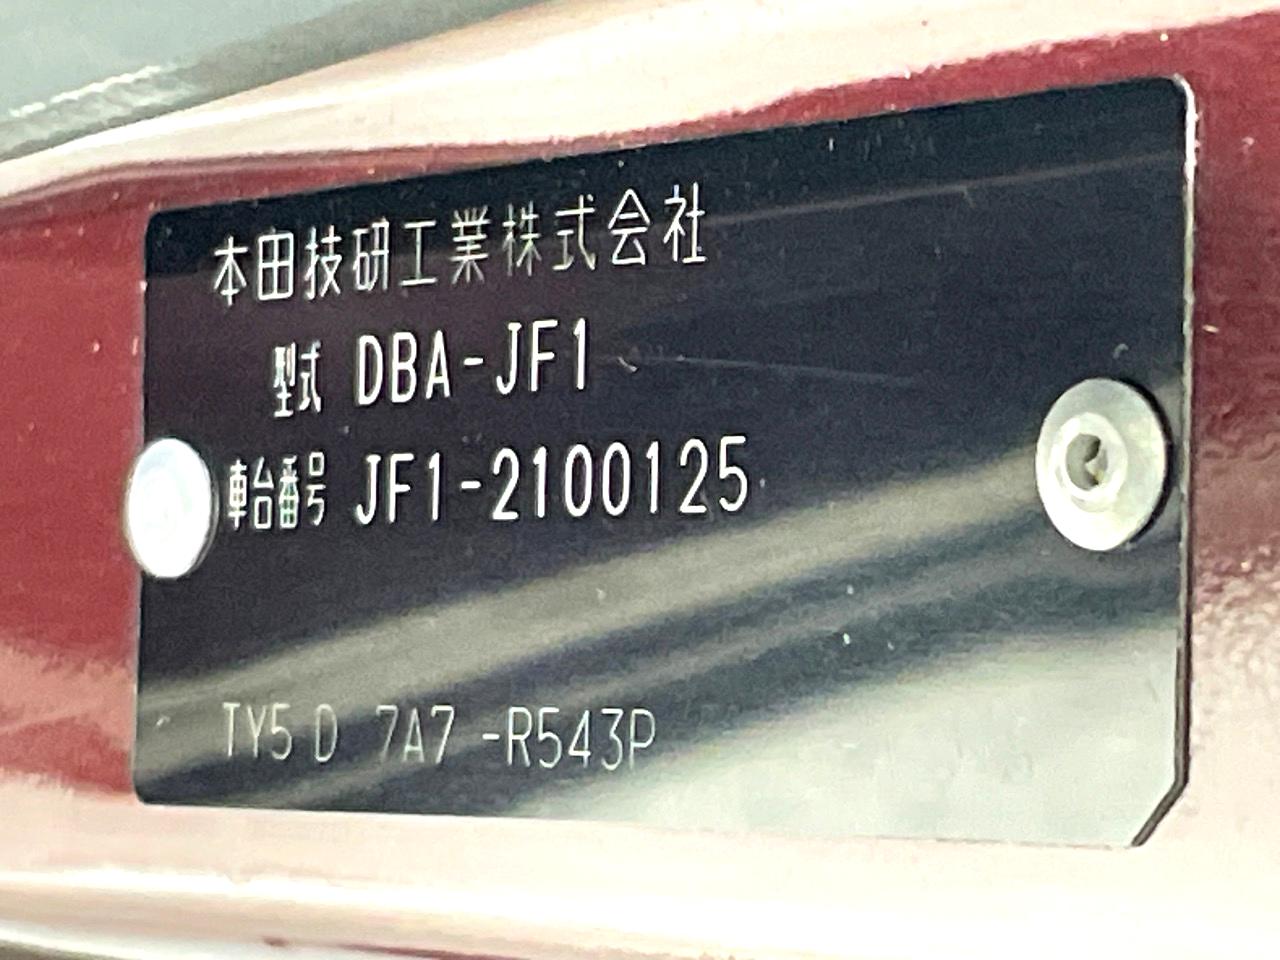 本田技研工業株式会社
型式 DBA-JF1
車台番号 JF1-2100125
TY5 D 7A7 -R543P